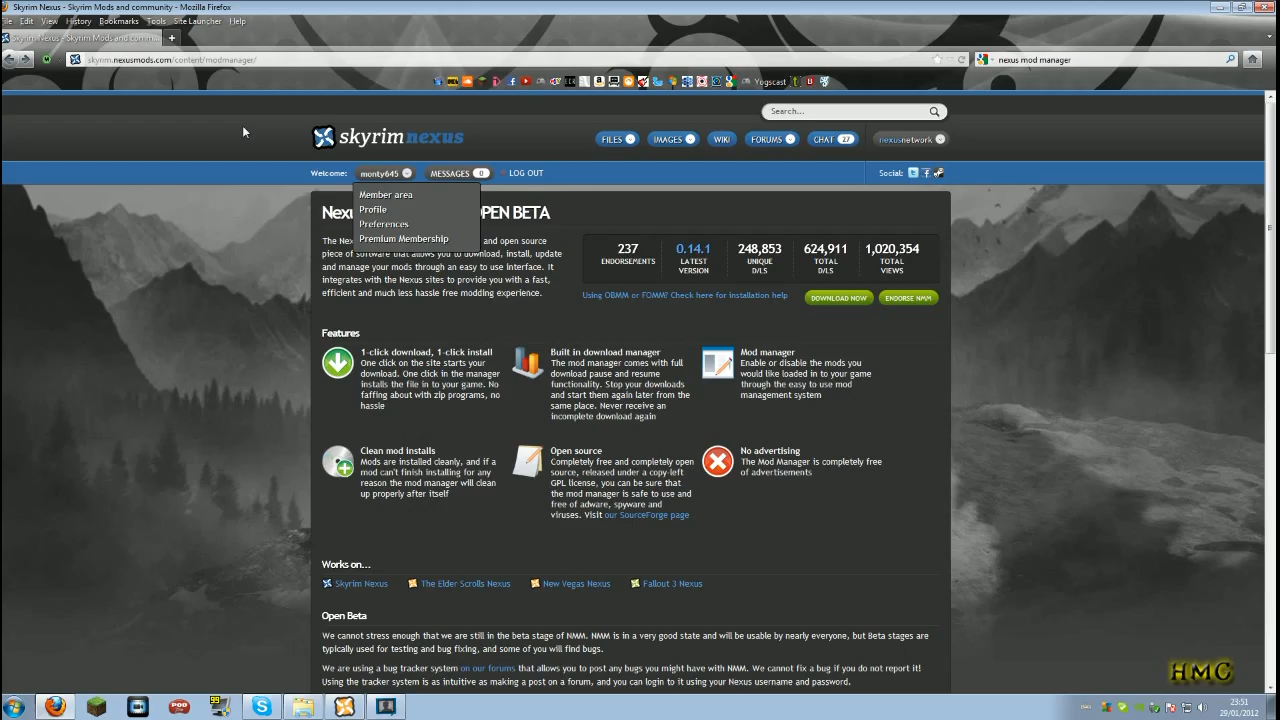 Skyrim Nexus - Skyrim Mods and community - Mozilla Firefox
File Edit View History Bookmarks Tools Site Launcher Help
Skyrim Nexus - Skyrim Mods and comm...
skyrim.nexusmods.com/content/modmanager/
nexus mod manager
Yogscast
Search...
skyrimnexus
FILES IMAGES WIKI FORUMS CHAT 27 nexusnetwork
Welcome: monty645 MESSAGES 0 LOG OUT Social:
Member area
Profile
Preferences
Premium Membership
OPEN BETA
The Ne
and open source
piece of software that allows you to download, install, update
and manage your mods through an easy to use interface. It
integrates with the Nexus sites to provide you with a fast,
efficient and much less hassle free modding experience.
237 0.14.1 248,853 624,911 1,020,354
ENDORSEMENTS LATEST VERSION UNIQUE D/LS TOTAL D/LS TOTAL VIEWS
Using OBMM or FOMM? Check here for installation help DOWNLOAD NOW ENDORSE NMM
Features
1-click download, 1-click install
One click on the site starts your
download. One click in the manager
installs the file in to your game. No
faffing about with zip programs, no
hassle
Built in download manager
The mod manager comes with full
download pause and resume
functionality. Stop your downloads
and start them again later from the
same place. Never receive an
incomplete download again
Mod manager
Enable or disable the mods you
would like loaded in to your game
through the easy to use mod
management system
Clean mod installs
Mods are installed cleanly, and if a
mod can't finish installing for any
reason the mod manager will clean
up properly after itself
Open source
Completely free and completely open
source, released under a copy-left
GPL license, you can be sure that
the mod manager is safe to use and
free of adware, spyware and
viruses. Visit our SourceForge page
No advertising
The Mod Manager is completely free
of advertisements
Works on...
Skyrim Nexus The Elder Scrolls Nexus New Vegas Nexus Fallout 3 Nexus
Open Beta
We cannot stress enough that we are still in the beta stage of NMM. NMM is in a very good state and will be usable by nearly everyone, but Beta stages are
typically used for testing and bug fixing, and some of you will find bugs.
We are using a bug tracker system on our forums that allows you to post any bugs you might have with NMM. We cannot fix a bug if you do not report it!
Using the tracker system is as intuitive as making a post on a forum, and you can login to it using your Nexus username and password.
HMC
23:51
29/01/2012